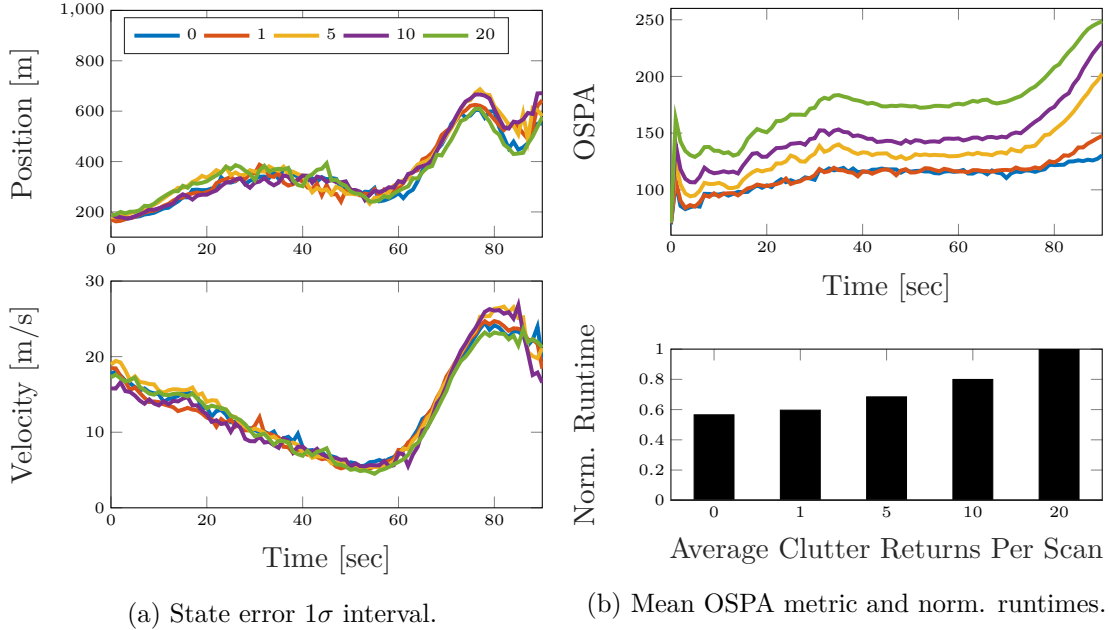 1,000
800
600
400
200
0 20 40 60 80
Position [m]
0 1 5 10 20
30
20
10
0
0 20 40 60 80
Velocity [m/s]
Time [sec]
(a) State error 1σ interval.
250
200
150
100
0 20 40 60 80
OSPA
Time [sec]
1
0.8
0.6
0.4
0.2
0
0 1 5 10 20
Norm. Runtime
Average Clutter Returns Per Scan
(b) Mean OSPA metric and norm. runtimes.